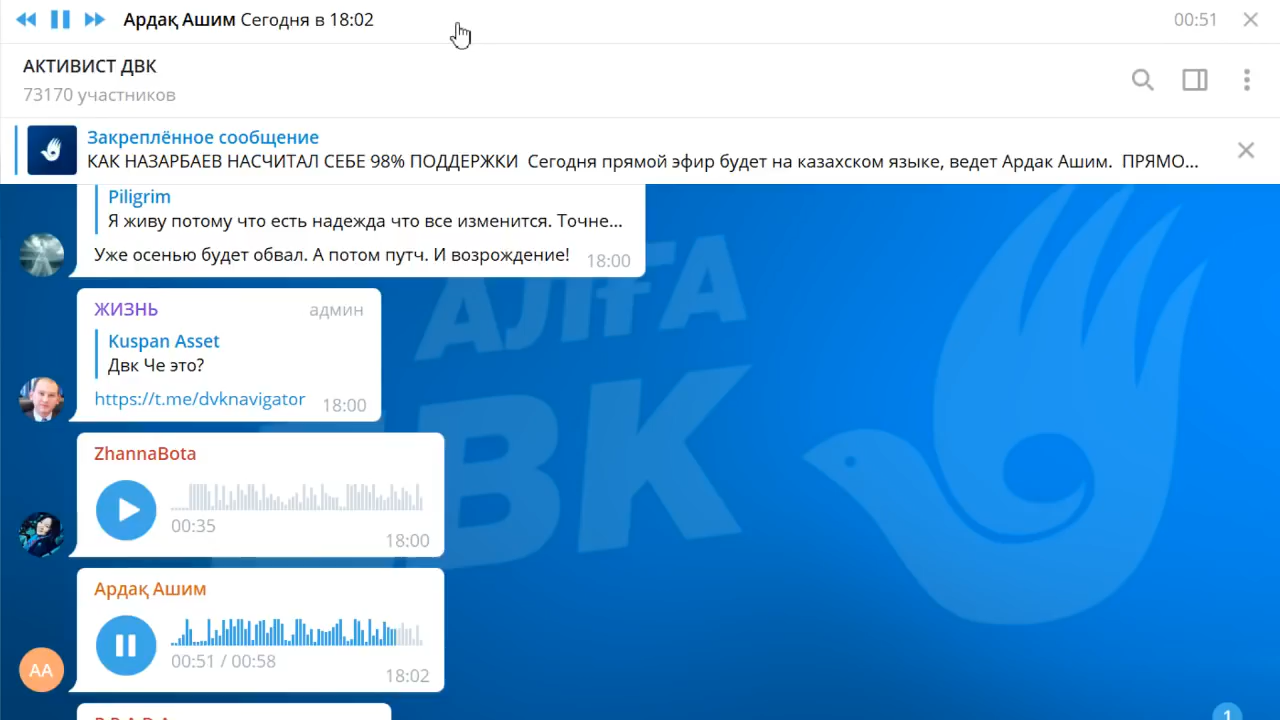 Ардақ Ашим Сегодня в 18:02
00:51
АКТИВИСТ ДВК
73170 участников
Закреплённое сообщение
КАК НАЗАРБАЕВ НАСЧИТАЛ СЕБЕ 98% ПОДДЕРЖКИ Сегодня прямой эфир будет на казахском языке, ведет Ардак Ашим. ПРЯМО...
Piligrim
Я живу потому что есть надежда что все изменится. Точне...
Уже осенью будет обвал. А потом путч. И возрождение!
18:00
АЛҒА
ДВК
ЖИЗНЬ
админ
Kuspan Asset
Двк Че это?
https://t.me/dvknavigator
18:00
ZhannaBota
00:35
18:00
Ардақ Ашим
00:51 / 00:58
18:02
АА
1